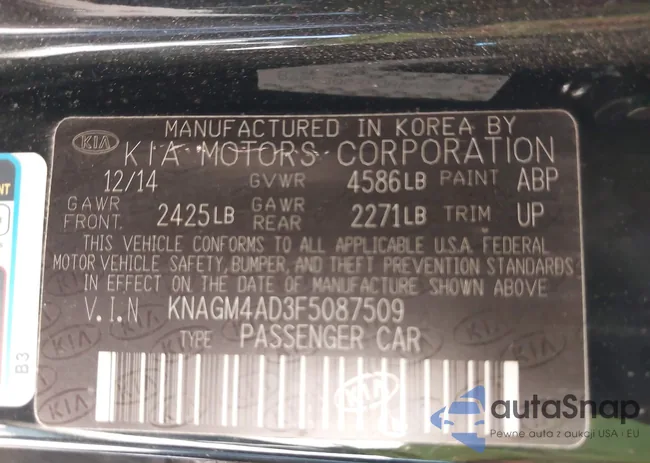 MANUFACTURED IN KOREA BY
KIA KIA MOTORS CORPORATION
12/14 GVWR 4586LB PAINT ABP
GAWR FRONT 2425LB GAWR REAR 2271LB TRIM UP
THIS VEHICLE CONFORMS TO ALL APPLICABLE U.S.A. FEDERAL
MOTOR VEHICLE SAFETY, BUMPER, AND THEFT PREVENTION STANDARDS
IN EFFECT ON THE DATE OF MANUFACTURE SHOWN ABOVE
V.I.N KNAGM4AD3F5087509
TYPE PASSENGER CAR
KIA
B3
autaSnap
Pewne auta z aukcji USA i EU